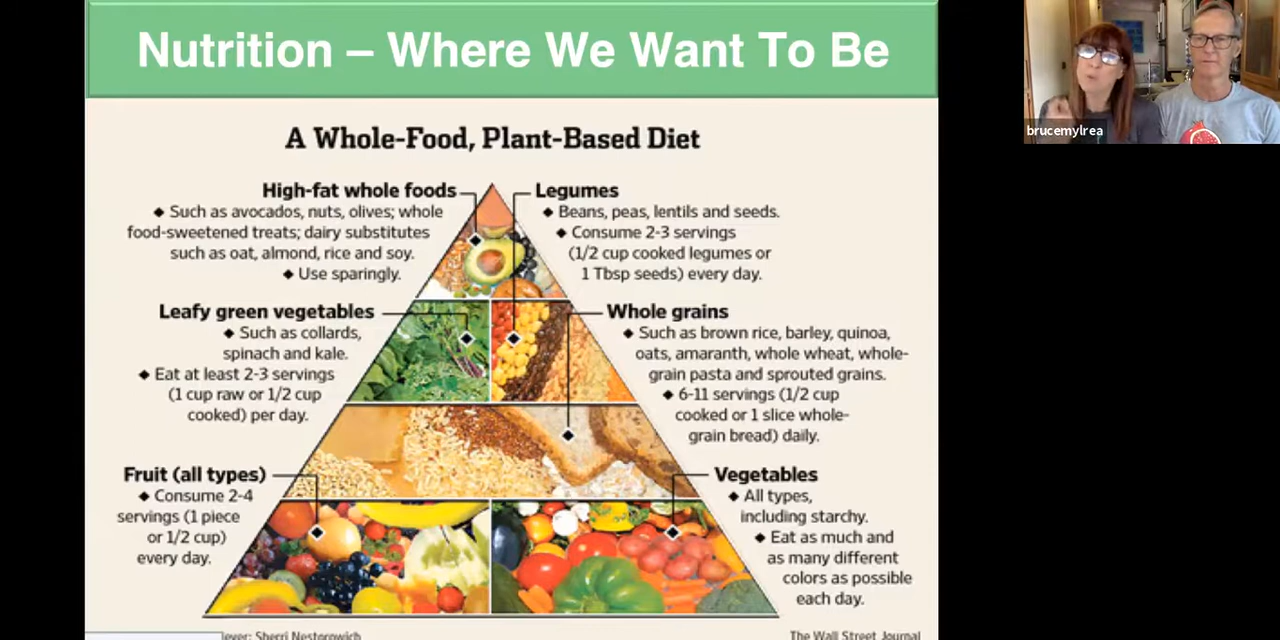 Nutrition – Where We Want To Be
brucemylrea
A Whole-Food, Plant-Based Diet
High-fat whole foods
◆ Such as avocados, nuts, olives; whole
food-sweetened treats; dairy substitutes
such as oat, almond, rice and soy.
◆ Use sparingly.
Legumes
◆ Beans, peas, lentils and seeds.
◆ Consume 2-3 servings
(1/2 cup cooked legumes or
1 Tbsp seeds) every day.
Leafy green vegetables
◆ Such as collards,
spinach and kale.
◆ Eat at least 2-3 servings
(1 cup raw or 1/2 cup
cooked) per day.
Whole grains
◆ Such as brown rice, barley, quinoa,
oats, amaranth, whole wheat, whole-
grain pasta and sprouted grains.
◆ 6-11 servings (1/2 cup
cooked or 1 slice whole-
grain bread) daily.
Fruit (all types)
◆ Consume 2-4
servings (1 piece
or 1/2 cup)
every day.
Vegetables
◆ All types,
including starchy.
◆ Eat as much and
as many different
colors as possible
each day.
Sherri Nestorowich
The Wall Street Journal